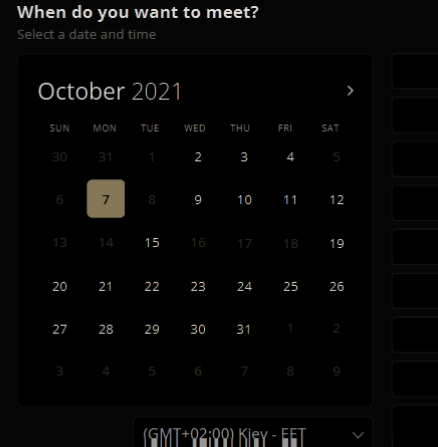 When do you want to meet?
Select a date and time
October 2021
SUN MON TUE WED THU FRI SAT
30 31 1 2 3 4 5
6 7 8 9 10 11 12
13 14 15 16 17 18 19
20 21 22 23 24 25 26
27 28 29 30 31 1 2
3 4 5 6 7 8 9
(GMT+02:00) Kiev - EET